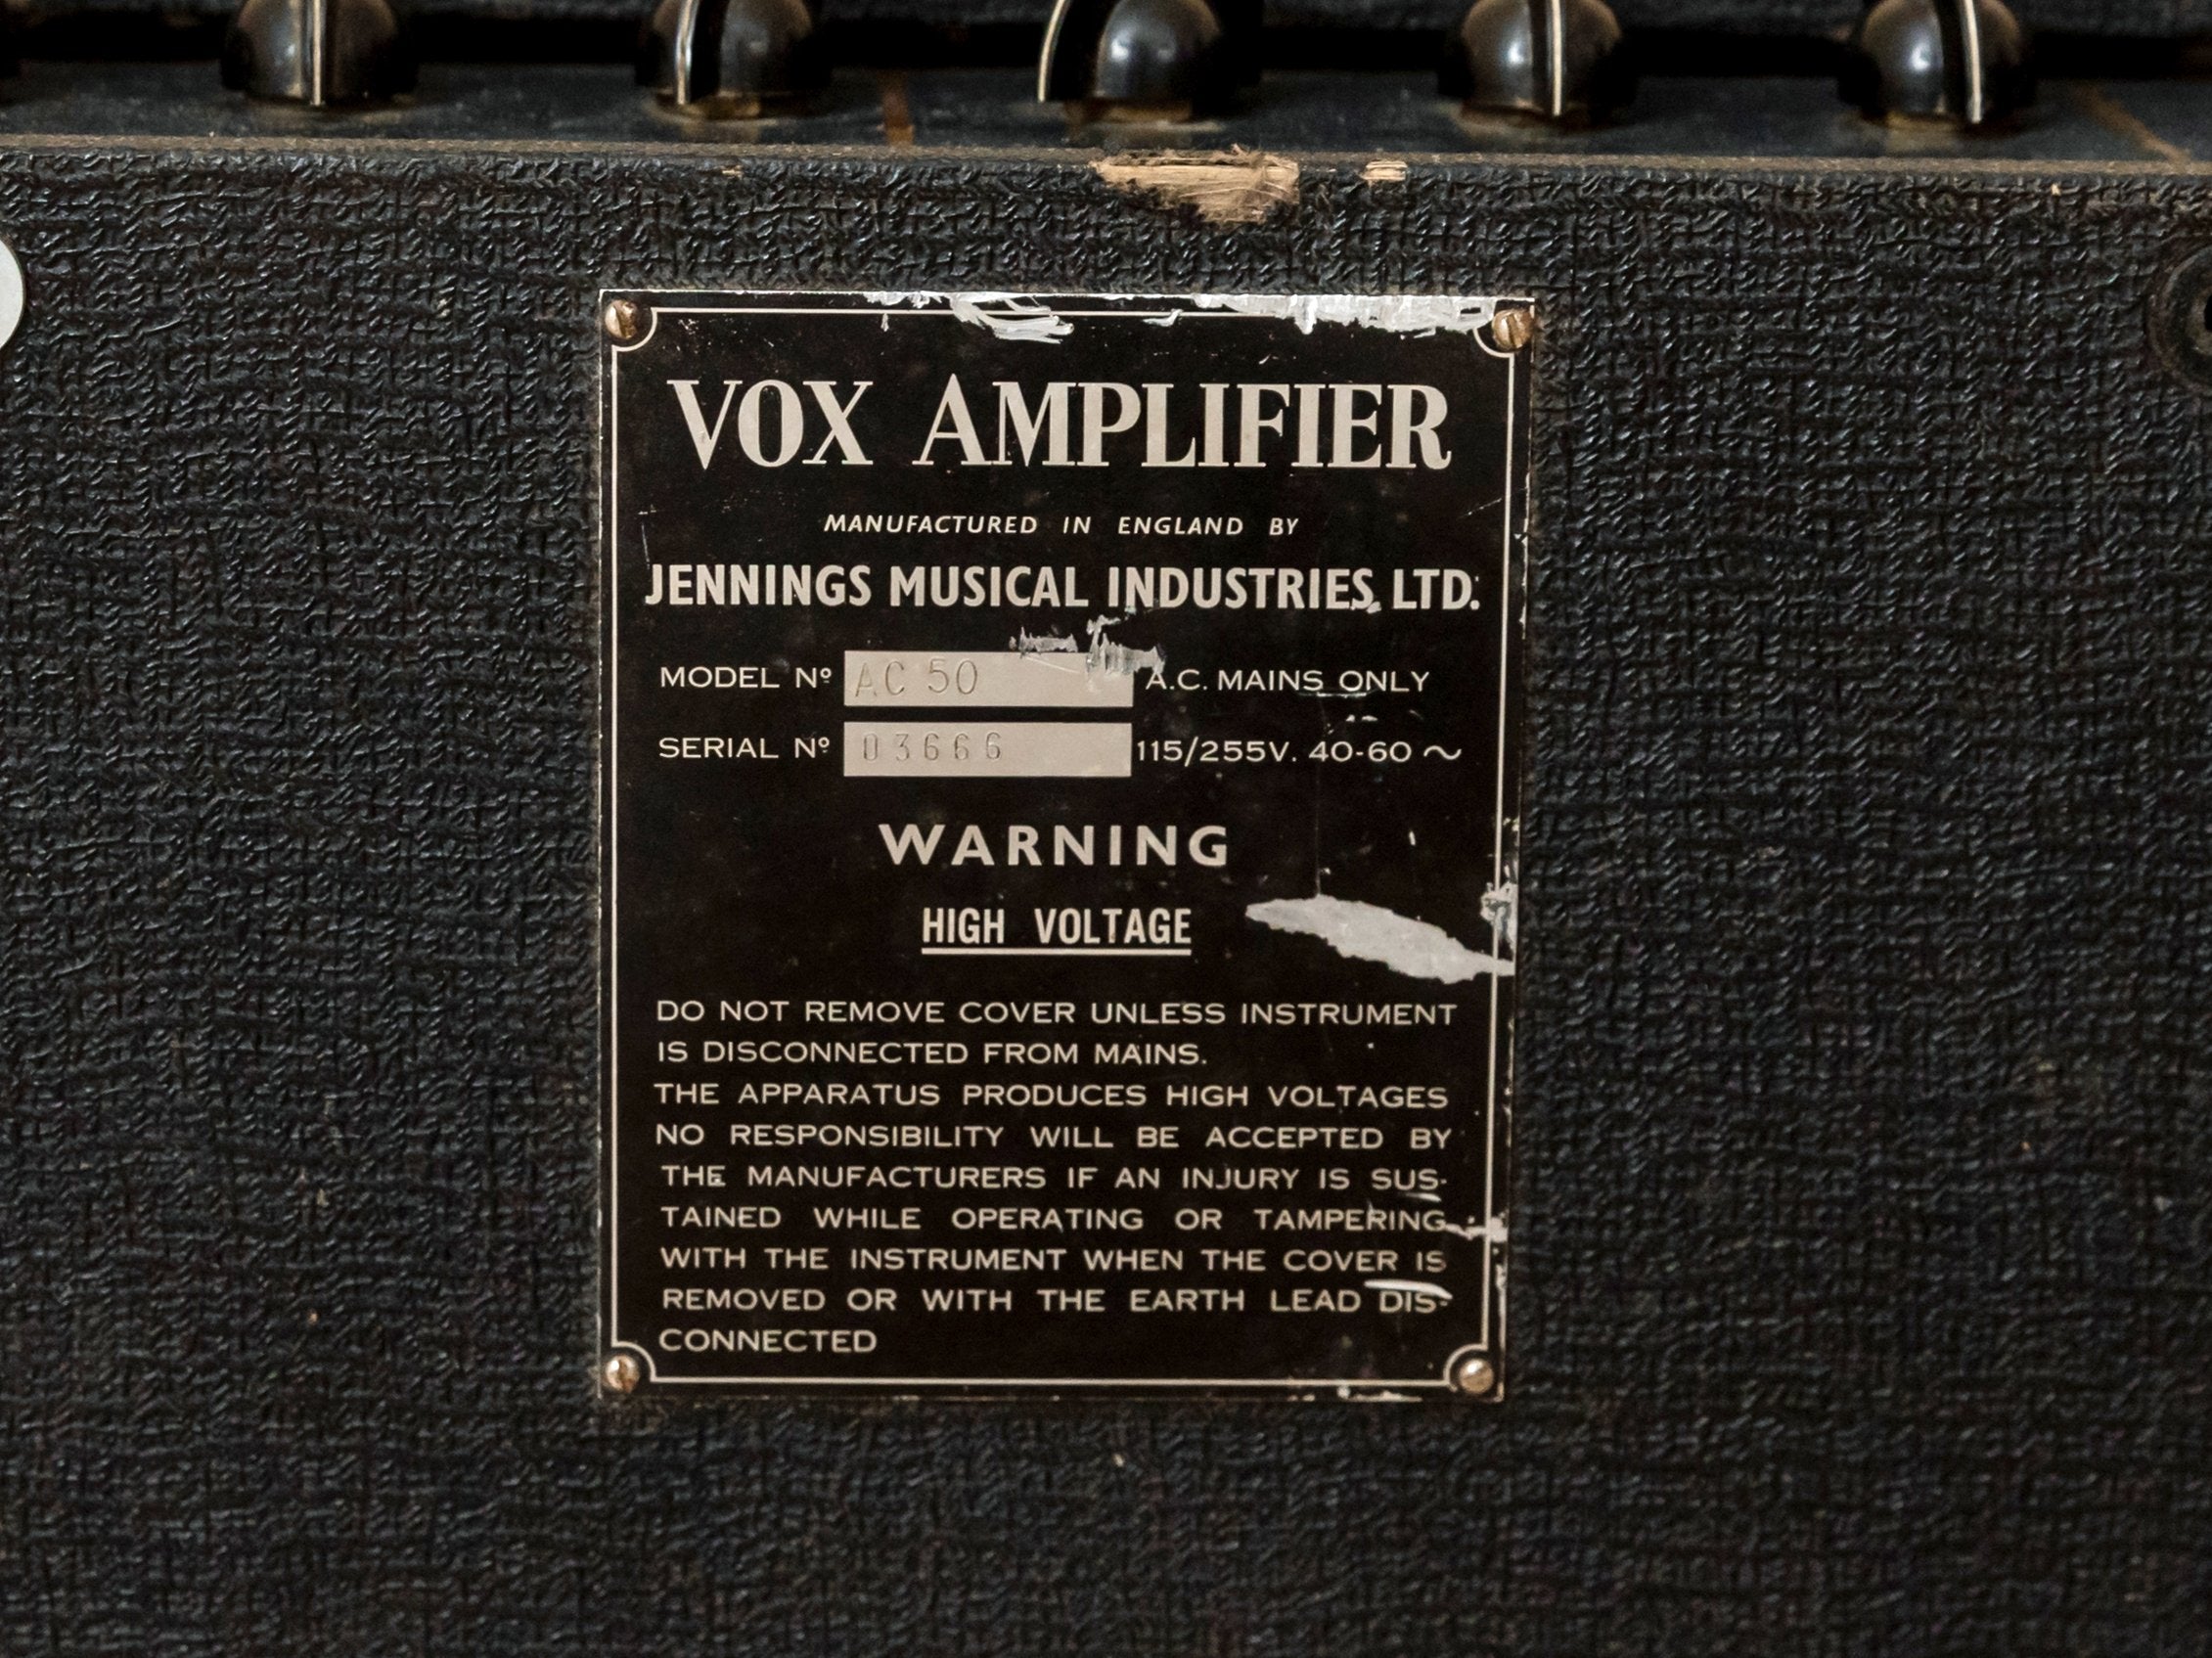 VOX AMPLIFIER
MANUFACTURED IN ENGLAND BY
JENNINGS MUSICAL INDUSTRIES, LTD.
MODEL Nº AC 50 A.C. MAINS ONLY
SERIAL Nº 03666 115/255V. 40-60 ~
WARNING
HIGH VOLTAGE
DO NOT REMOVE COVER UNLESS INSTRUMENT
IS DISCONNECTED FROM MAINS.
THE APPARATUS PRODUCES HIGH VOLTAGES
NO RESPONSIBILITY WILL BE ACCEPTED BY
THE MANUFACTURERS IF AN INJURY IS SUS-
TAINED WHILE OPERATING OR TAMPERING
WITH THE INSTRUMENT WHEN THE COVER IS
REMOVED OR WITH THE EARTH LEAD DIS-
CONNECTED